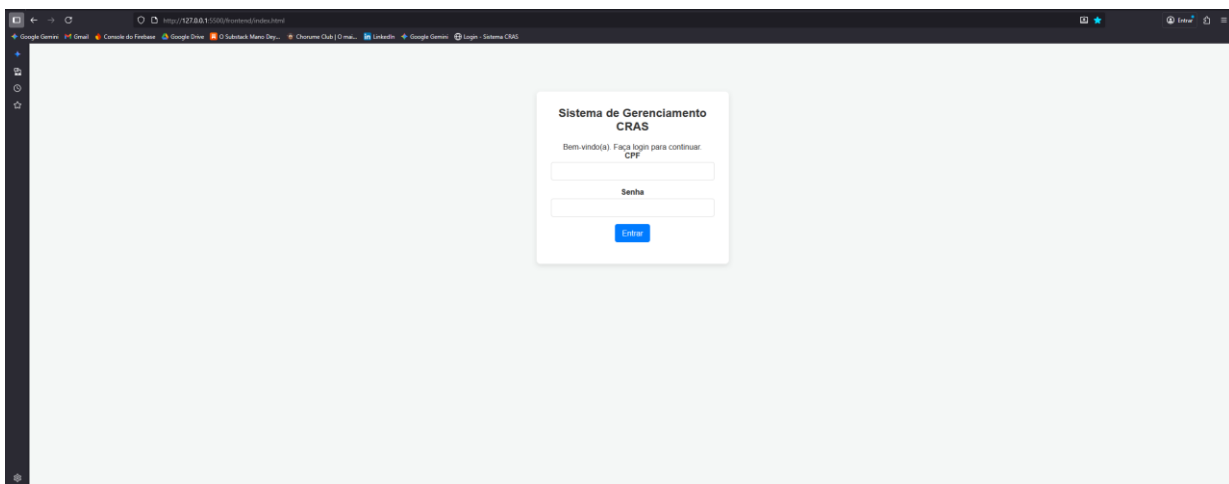 http://127.0.0.1:5500/frontend/index.html
Entrar
Google Gemini M Gmail Console do Firebase Google Drive O Substack Mano Dey... Chorume Club | O mai... in LinkedIn Google Gemini Login - Sistema CRAS
Sistema de Gerenciamento
CRAS
Bem-vindo(a). Faça login para continuar.
CPF
Senha
Entrar